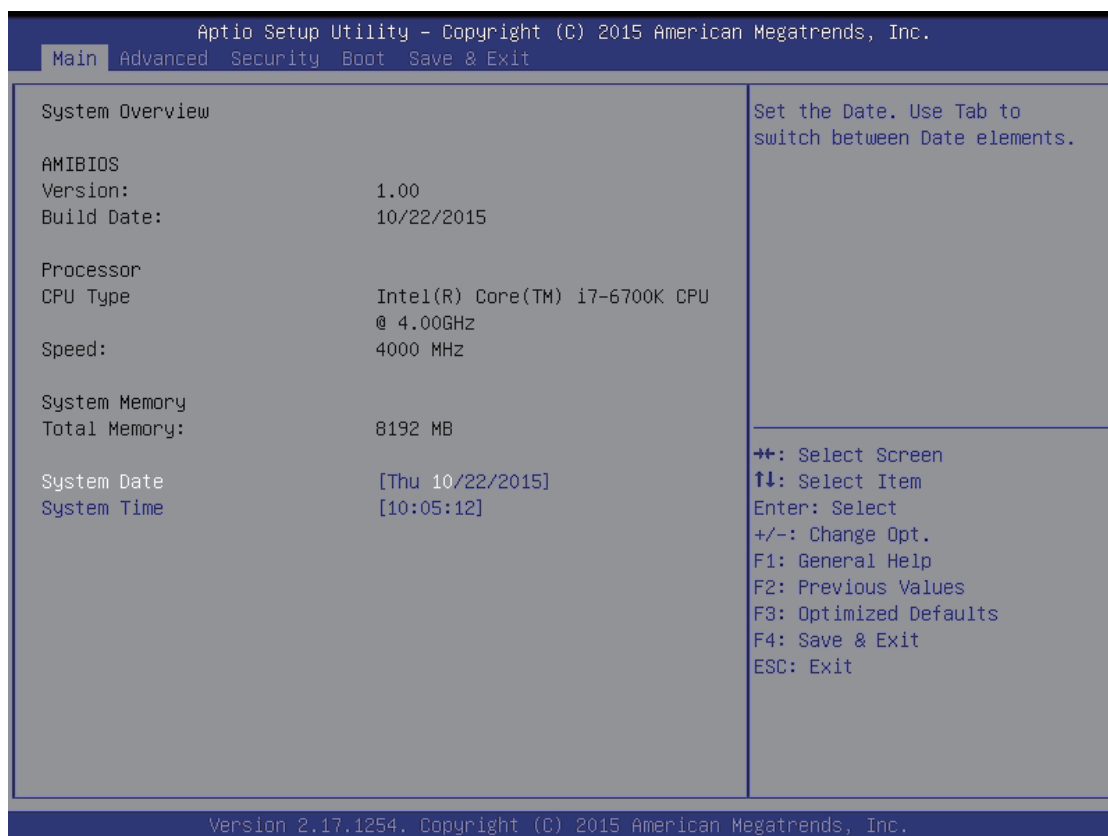 Aptio Setup Utility – Copyright (C) 2015 American Megatrends, Inc.
Main Advanced Security Boot Save & Exit
System Overview
AMIBIOS
Version: 1.00
Build Date: 10/22/2015
Processor
CPU Type Intel(R) Core(TM) i7-6700K CPU
@ 4.00GHz
Speed: 4000 MHz
System Memory
Total Memory: 8192 MB
System Date [Thu 10/22/2015]
System Time [10:05:12]
Set the Date. Use Tab to
switch between Date elements.
→←: Select Screen
↑↓: Select Item
Enter: Select
+/-: Change Opt.
F1: General Help
F2: Previous Values
F3: Optimized Defaults
F4: Save & Exit
ESC: Exit
Version 2.17.1254. Copyright (C) 2015 American Megatrends, Inc.